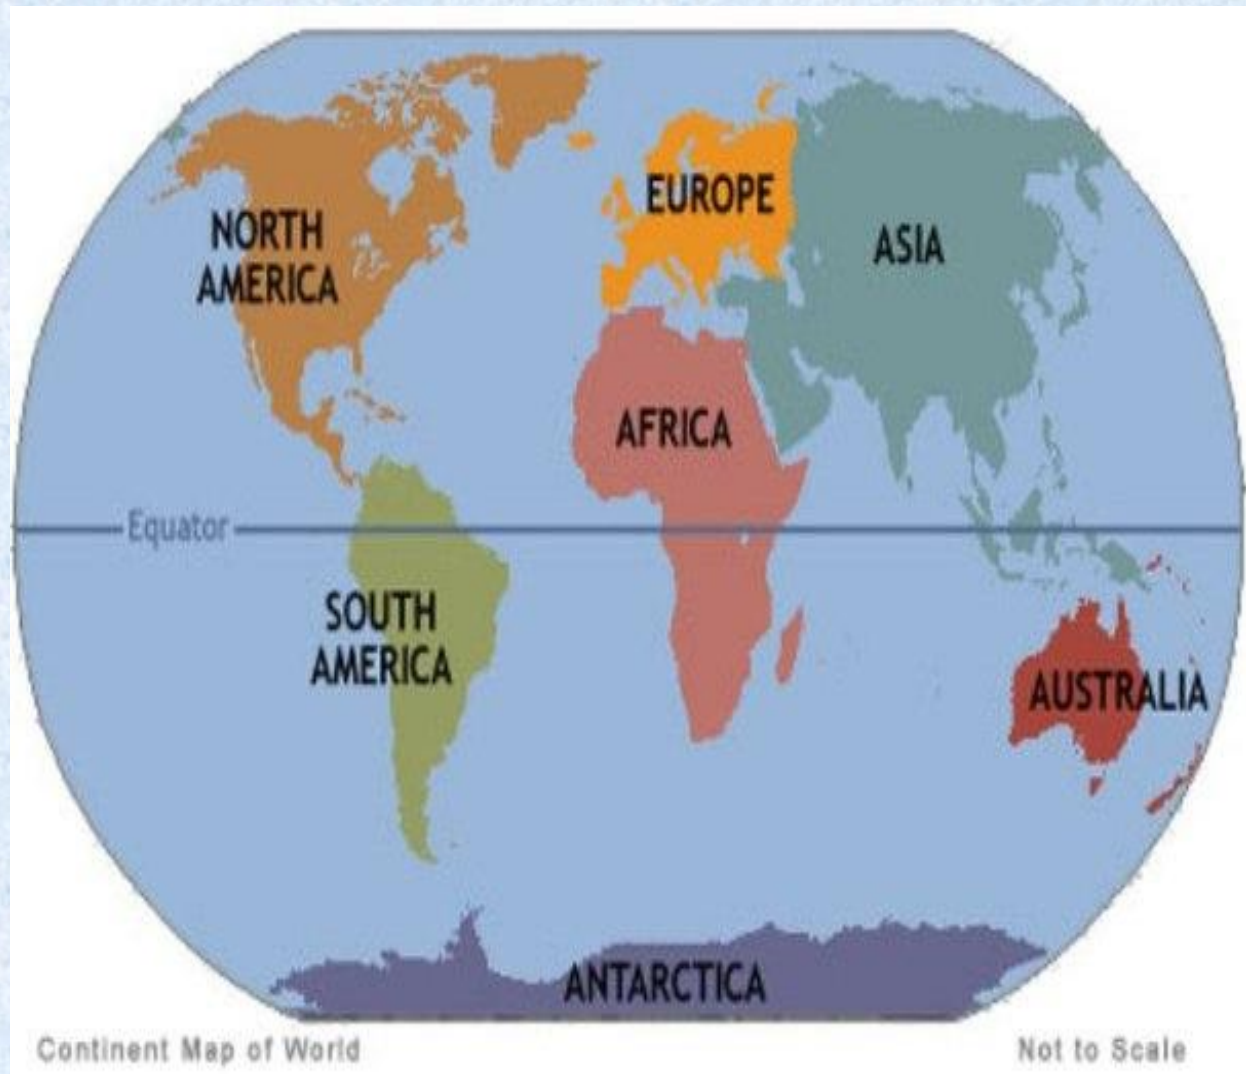 EUROPE
NORTH
AMERICA
ASIA
AFRICA
Equator
SOUTH
AMERICA
AUSTRALIA
ANTARCTICA
Continent Map of World
Not to Scale